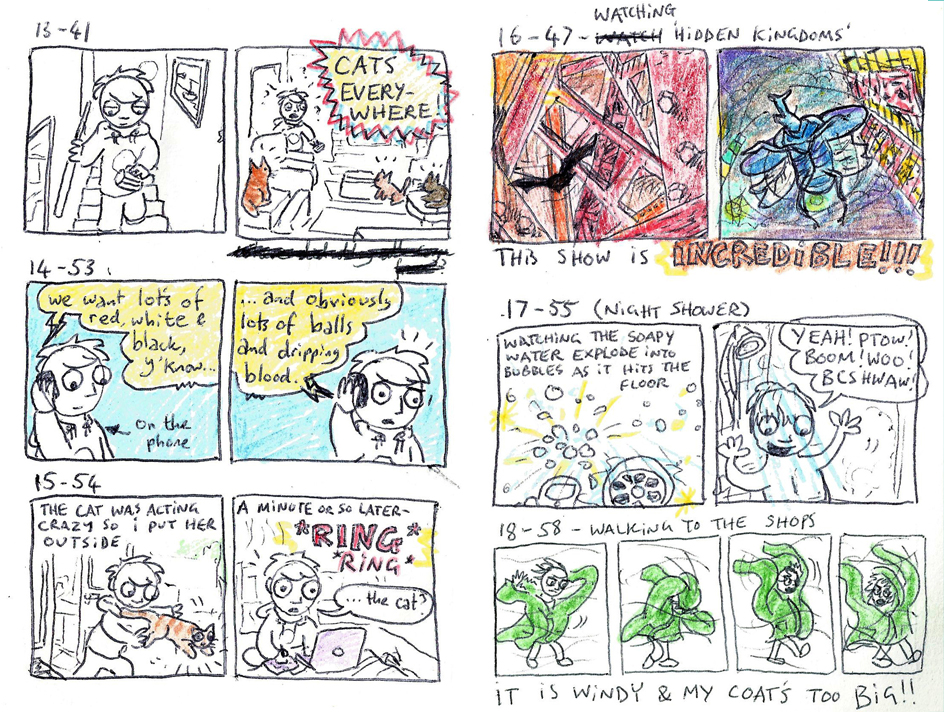 13-41
CATS
EVERY-
WHERE!
14-53
we want lots of
red, white &
black,
y'know...
on the
phone
... and obviously
lots of balls
and dripping
blood.
15-54
THE CAT WAS ACTING
CRAZY SO i PUT HER
OUTSIDE
A MINUTE OR SO LATER-
*RING*
*RING*
...the cat?
WATCHING
16-47- WATCH 'HIDDEN KINGDOMS'
THIS SHOW iS INCREDiBLE!!!
17-55 (NIGHT SHOWER)
WATCHING THE SOAPY
WATER EXPLODE iNTO
BUBBLES AS iT HITS THE
FLOOR
YEAH! PTOW!
BOOM! WOO!
BCSHWAW!
18-58-WALKING TO THE SHOPS
iT iS WiNDY & MY COAT'S TOO BiG!!